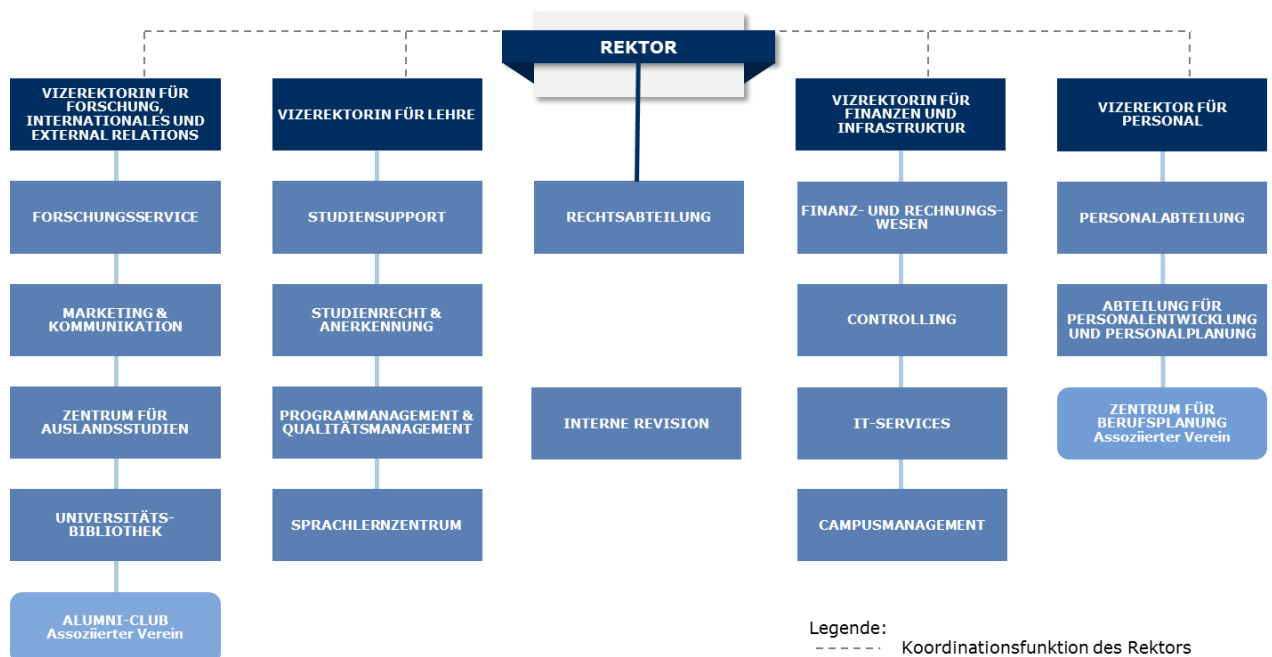 REKTOR
VIZEREKTORIN FÜR
FORSCHUNG,
INTERNATIONALES UND
EXTERNAL RELATIONS
FORSCHUNGSSERVICE
MARKETING &
KOMMUNIKATION
ZENTRUM FÜR
AUSLANDSSTUDIEN
UNIVERSITÄTS-
BIBLIOTHEK
ALUMNI-CLUB
Assoziierter Verein
VIZEREKTORIN FÜR LEHRE
STUDIENSUPPORT
STUDIENRECHT &
ANERKENNUNG
PROGRAMMANAGEMENT &
QUALITÄTSMANAGEMENT
SPRACHLERNZENTRUM
RECHTSABTEILUNG
INTERNE REVISION
VIZREKTORIN FÜR
FINANZEN UND
INFRASTRUKTUR
FINANZ- UND RECHNUNGS-
WESEN
CONTROLLING
IT-SERVICES
CAMPUSMANAGEMENT
VIZEREKTOR FÜR
PERSONAL
PERSONALABTEILUNG
ABTEILUNG FÜR
PERSONALENTWICKLUNG
UND PERSONALPLANUNG
ZENTRUM FÜR
BERUFSPLANUNG
Assoziierter Verein
Legende:
Koordinationsfunktion des Rektors